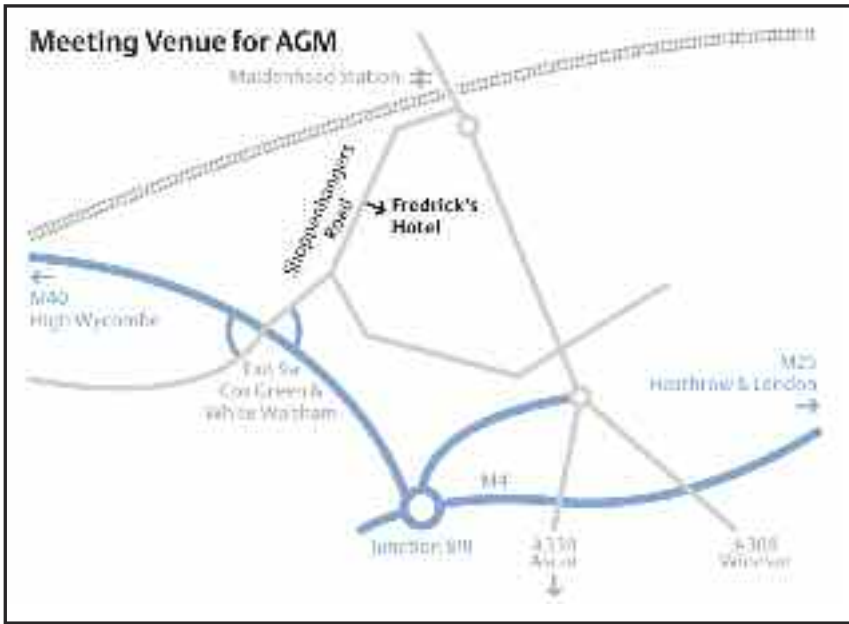 Meeting Venue for AGM
Maidenhead Station
Shoppenhangers
Road
Fredrick's
Hotel
M40
High Wycombe
Exit
Cox Green &
White Waltham
M25
Heathrow & London
M4
Junction 8/9
A330
Ascot
A308
Windsor